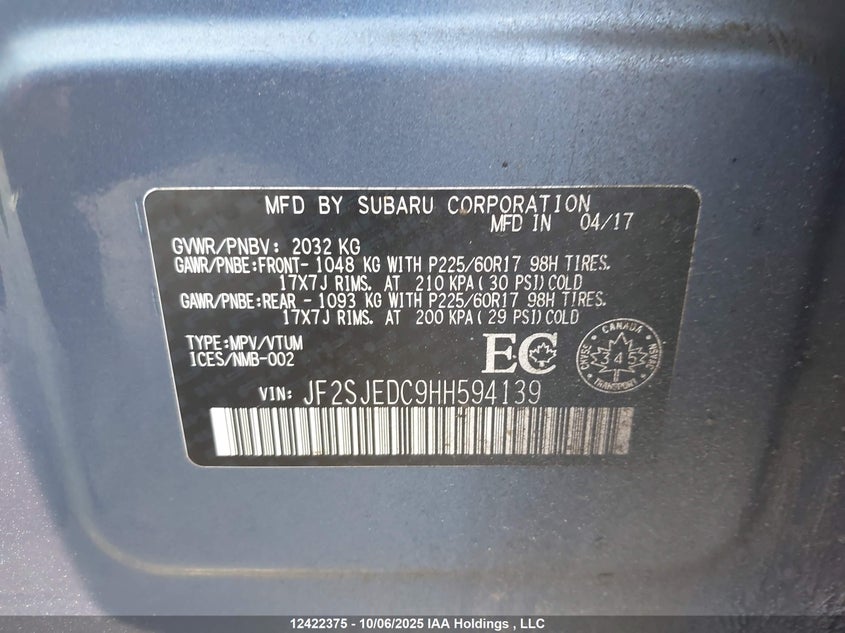 MFD BY SUBARU CORPORATION
MFD IN 04/17
GVWR/PNBV: 2032 KG
GAWR/PNBE:FRONT- 1048 KG WITH P225/60R17 98H TIRES.
17X7J RIMS. AT 210 KPA( 30 PSI)COLD
GAWR/PNBE:REAR - 1093 KG WITH P225/60R17 98H TIRES.
17X7J RIMS. AT 200 KPA( 29 PSI)COLD
TYPE:MPV/VTUM
ICES/NMB-002
EC
CANADA
CMVSS
NSVAC
345
TRANSPORT
VIN: JF2SJEDC9HH594139
12422375 - 10/06/2025 IAA Holdings , LLC